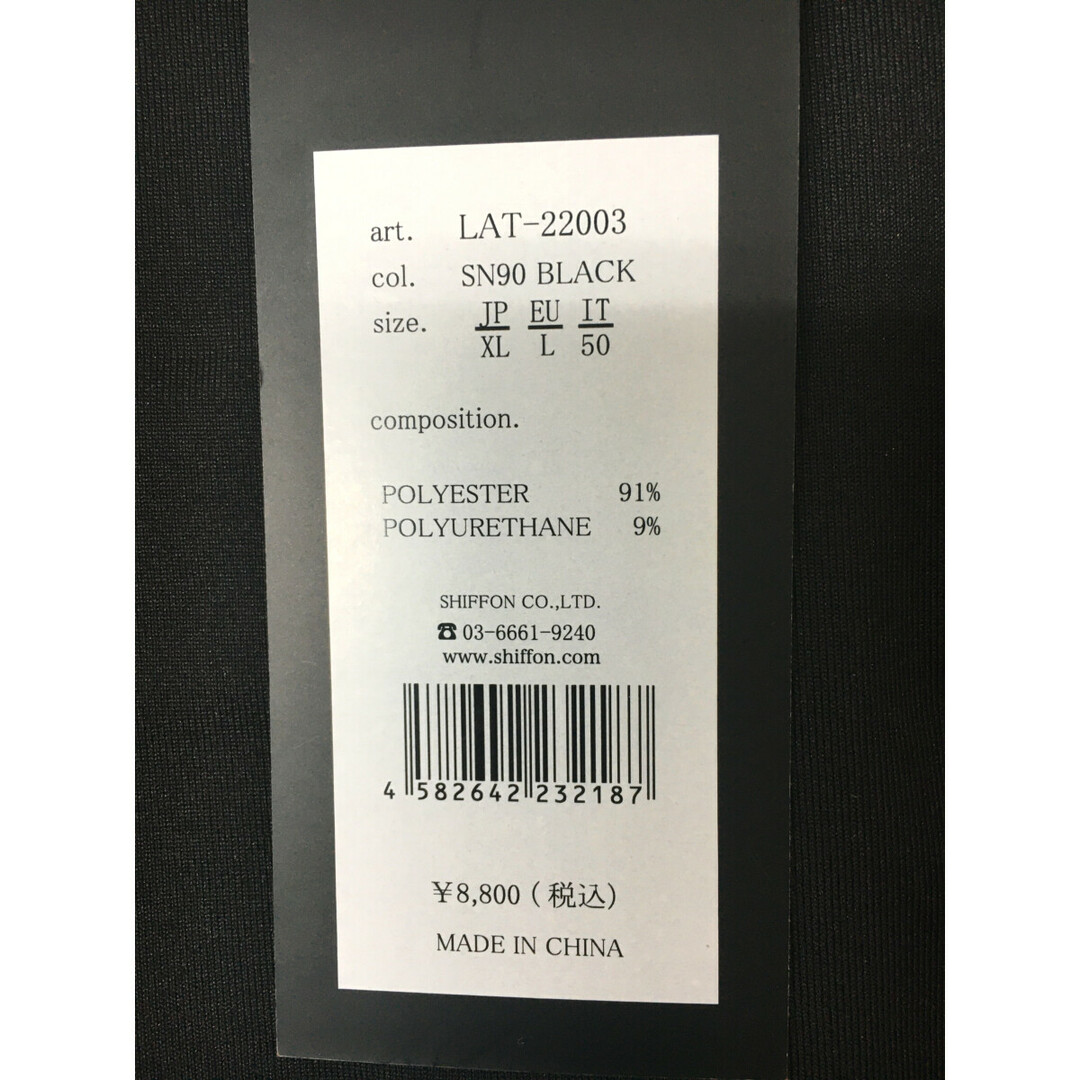 art. LAT-22003
col. SN90 BLACK
size. JP EU IT
XL L 50
composition.
POLYESTER 91%
POLYURETHANE 9%
SHIFFON CO.,LTD.
☎ 03-6661-9240
www.shiffon.com
4 582642 232187
¥8,800 (税込)
MADE IN CHINA